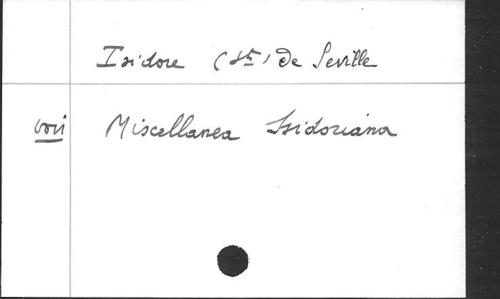 Isidore (St) de Seville
voir Miscellanea Isidoriana